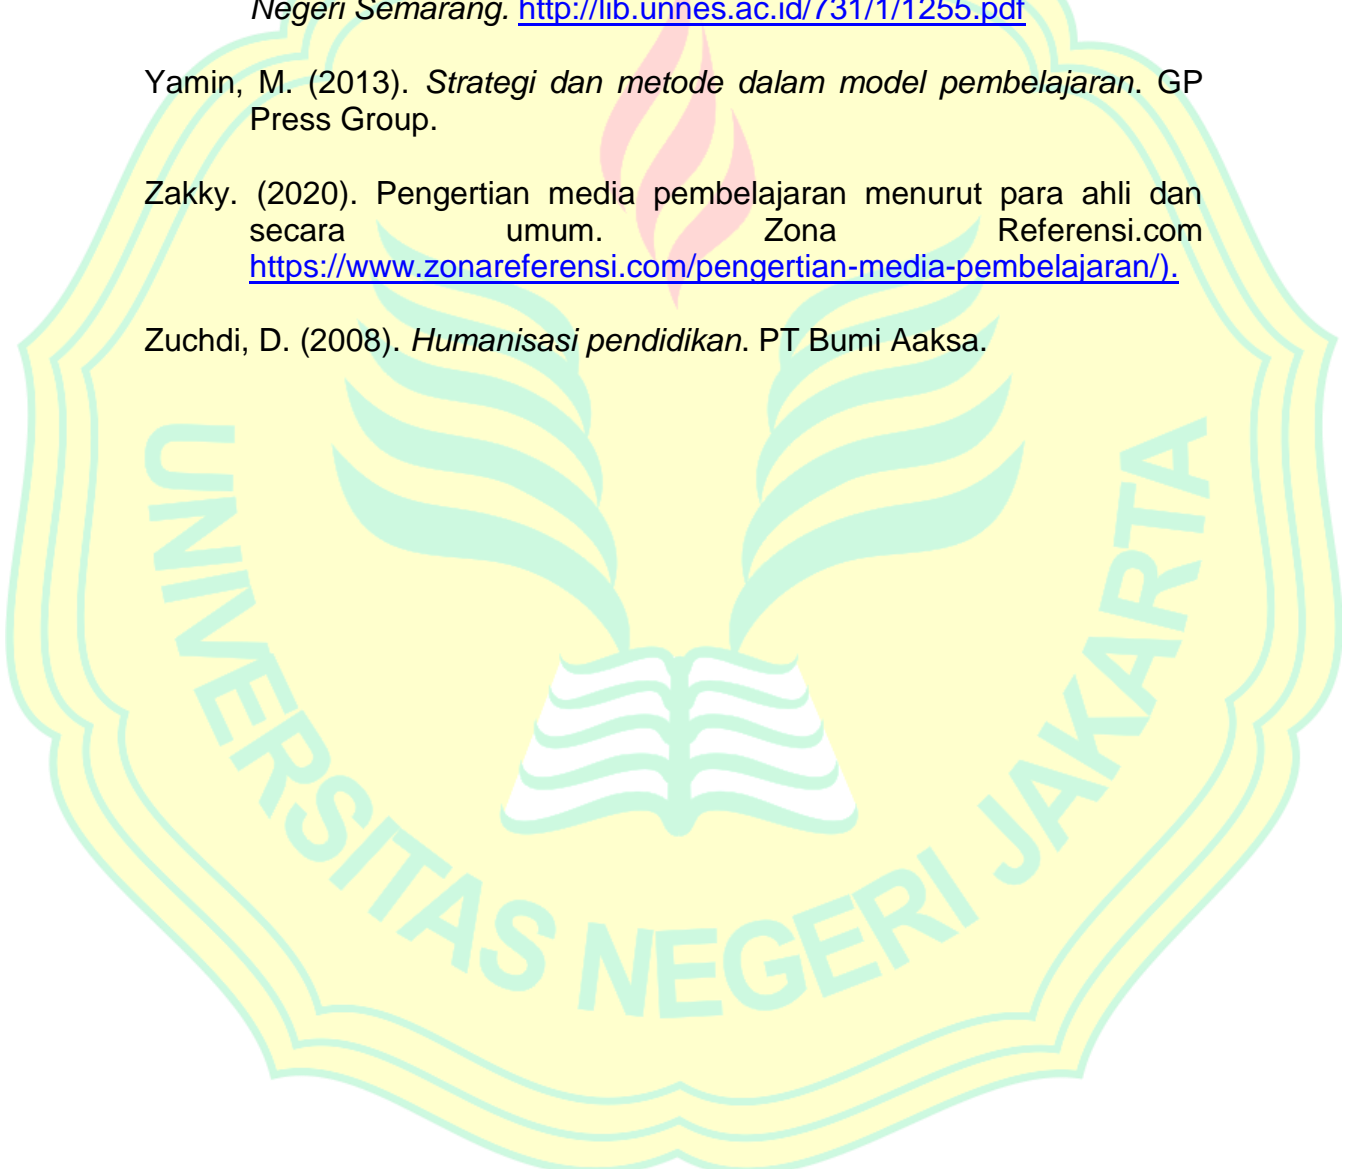 Negeri Semarang. http://lib.unnes.ac.id/731/1/1255.pdf
Yamin, M. (2013). Strategi dan metode dalam model pembelajaran. GP
Press Group.
Zakky. (2020). Pengertian media pembelajaran menurut para ahli dan
secara umum. Zona Referensi.com
https://www.zonareferensi.com/pengertian-media-pembelajaran/).
Zuchdi, D. (2008). Humanisasi pendidikan. PT Bumi Aaksa.
UNIVERSITAS NEGERI JAKARTA